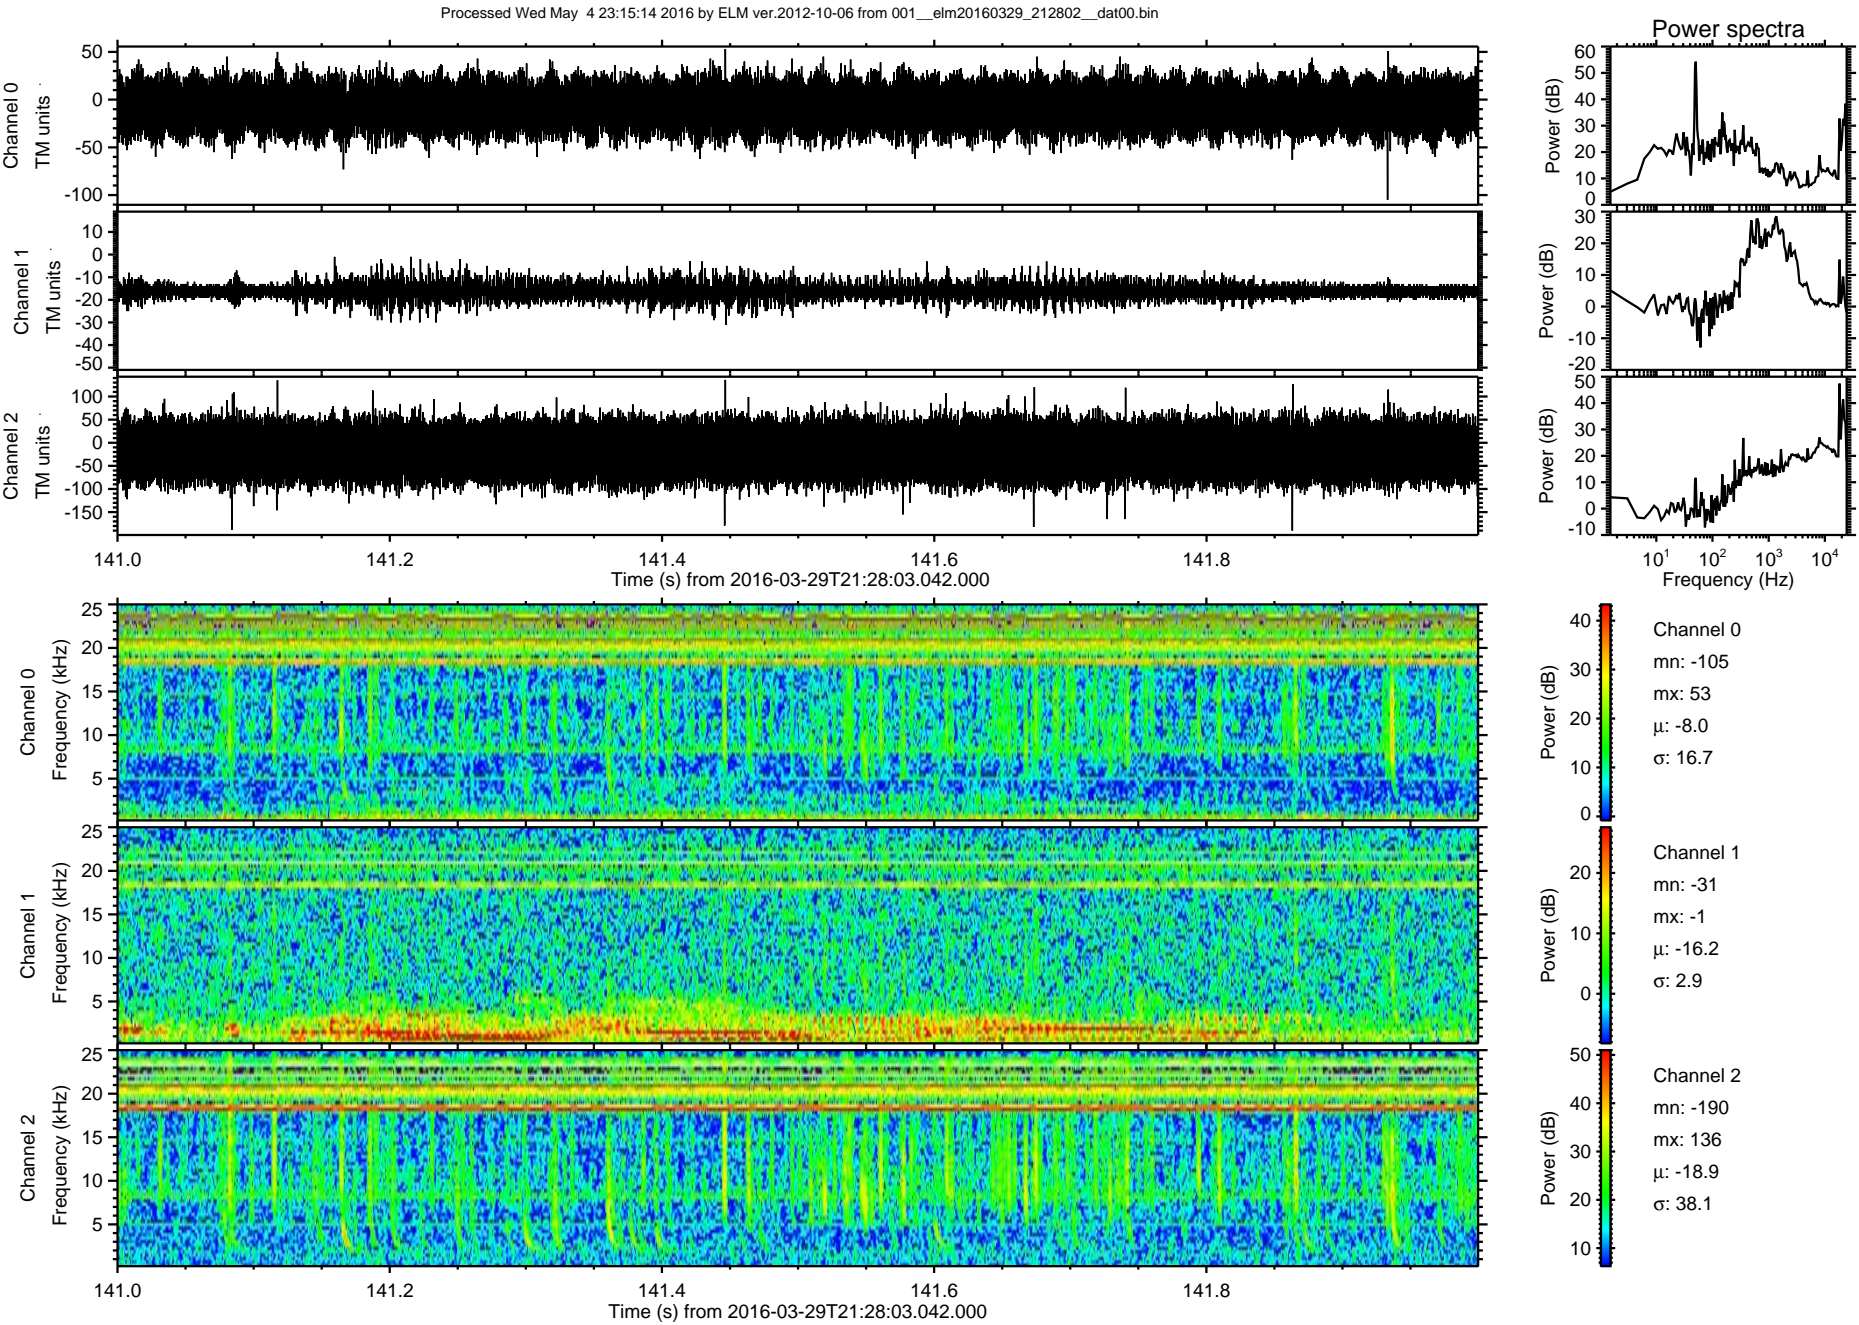 Processed Wed May  4 23:15:14 2016 by ELM ver.2012-10-06 from 001__elm20160329_212802__dat00.bin
Power spectra
Channel 0
TM units
50
0
-50
-100
Power (dB)
60
50
40
30
20
10
0
Channel 1
TM units
10
0
-10
-20
-30
-40
-50
Power (dB)
30
20
10
0
-10
-20
Channel 2
TM units
100
50
0
-50
-100
-150
Power (dB)
50
40
30
20
10
0
-10
141.0
141.2
141.4
141.6
141.8
Time (s) from 2016-03-29T21:28:03.042.000
10^1
10^2
10^3
10^4
Frequency (Hz)
Channel 0
Frequency (kHz)
25
20
15
10
5
Power (dB)
40
30
20
10
0
Channel 0
mn: -105
mx: 53
μ: -8.0
σ: 16.7
Channel 1
Frequency (kHz)
25
20
15
10
5
Power (dB)
20
10
0
Channel 1
mn: -31
mx: -1
μ: -16.2
σ: 2.9
Channel 2
Frequency (kHz)
25
20
15
10
5
Power (dB)
50
40
30
20
10
Channel 2
mn: -190
mx: 136
μ: -18.9
σ: 38.1
141.0
141.2
141.4
141.6
141.8
Time (s) from 2016-03-29T21:28:03.042.000